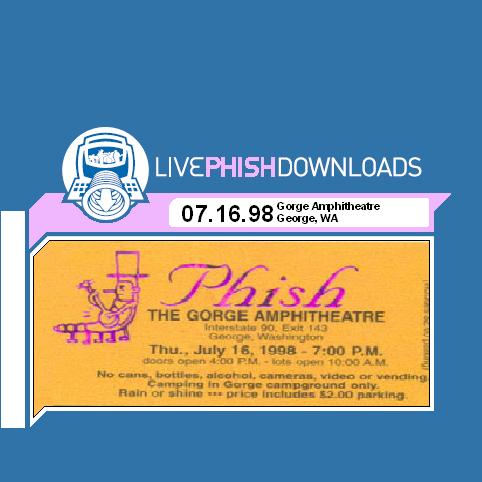 LIVEPHISHDOWNLOADS
07.16.98 Gorge Amphitheatre
George, WA
Phish
THE GORGE AMPHITHEATRE
Interstate 90, Exit 143
George, Washington
Thu., July 16, 1998 - 7:00 P.M.
doors open 4:00 P.M. - lots open 10:00 A.M.
No cans, bottles, alcohol, cameras, video or vending
Camping in Gorge campground only.
Rain or shine *** price includes $2.00 parking.